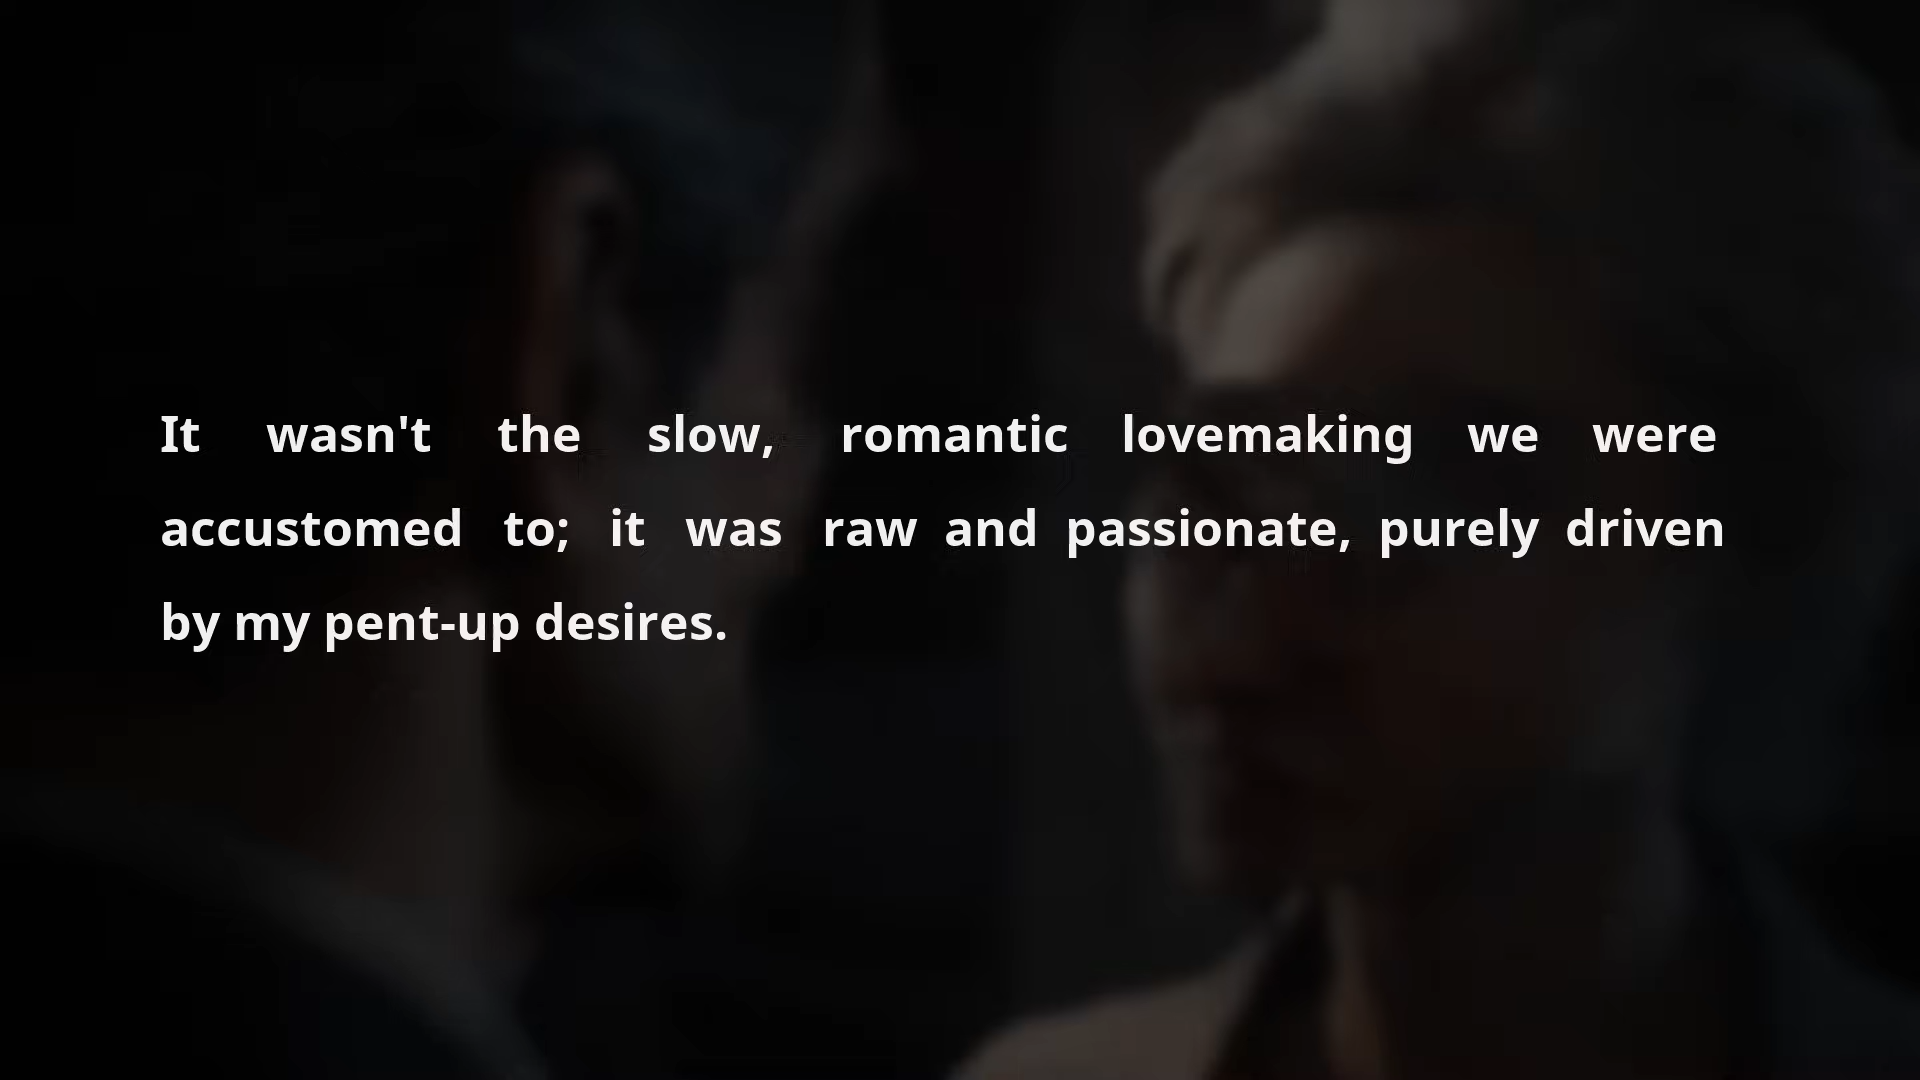 It wasn't the slow, romantic lovemaking we were
accustomed to; it was raw and passionate, purely driven
by my pent-up desires.